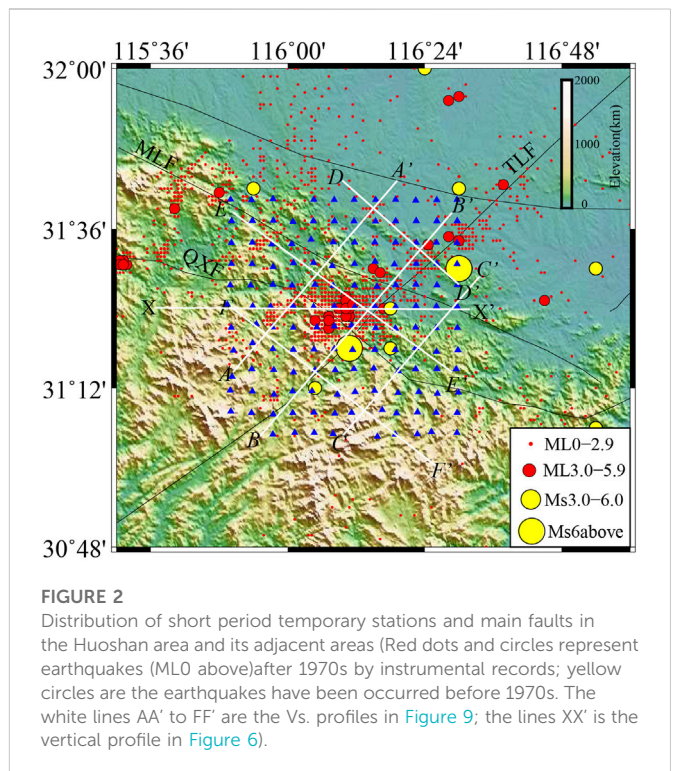 115°36' 116°00' 116°24' 116°48'
32°00'
31°36'
31°12'
30°48'
2000
1000
0
Elevation(km)
MLF
TLF
QXF
D A'
B'
E
C'
D'
X X'
F
A
E'
B
C
F'
ML0−2.9
ML3.0−5.9
Ms3.0−6.0
Ms6above
FIGURE 2
Distribution of short period temporary stations and main faults in
the Huoshan area and its adjacent areas (Red dots and circles represent
earthquakes (ML0 above)after 1970s by instrumental records; yellow
circles are the earthquakes have been occurred before 1970s. The
white lines AA’ to FF’ are the Vs. profiles in Figure 9; the lines XX’ is the
vertical profile in Figure 6).